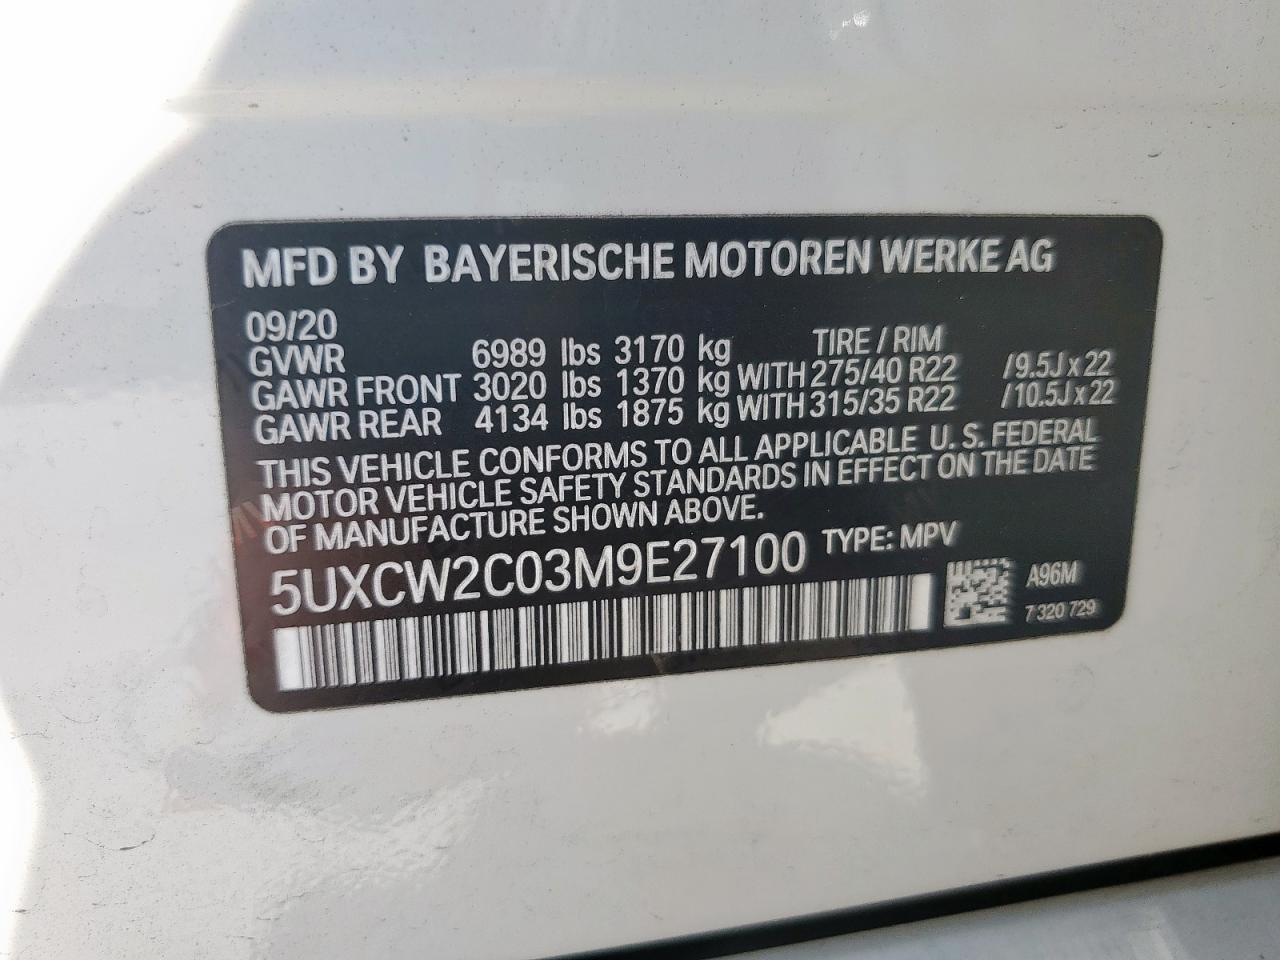 MFD BY BAYERISCHE MOTOREN WERKE AG
09/20
GVWR 6989 lbs 3170 kg TIRE / RIM
GAWR FRONT 3020 lbs 1370 kg WITH 275/40 R22 /9.5J x 22
GAWR REAR 4134 lbs 1875 kg WITH 315/35 R22 /10.5J x 22
THIS VEHICLE CONFORMS TO ALL APPLICABLE U. S. FEDERAL
MOTOR VEHICLE SAFETY STANDARDS IN EFFECT ON THE DATE
OF MANUFACTURE SHOWN ABOVE.
5UXCW2C03M9E27100 TYPE: MPV
A96M
7 320 729